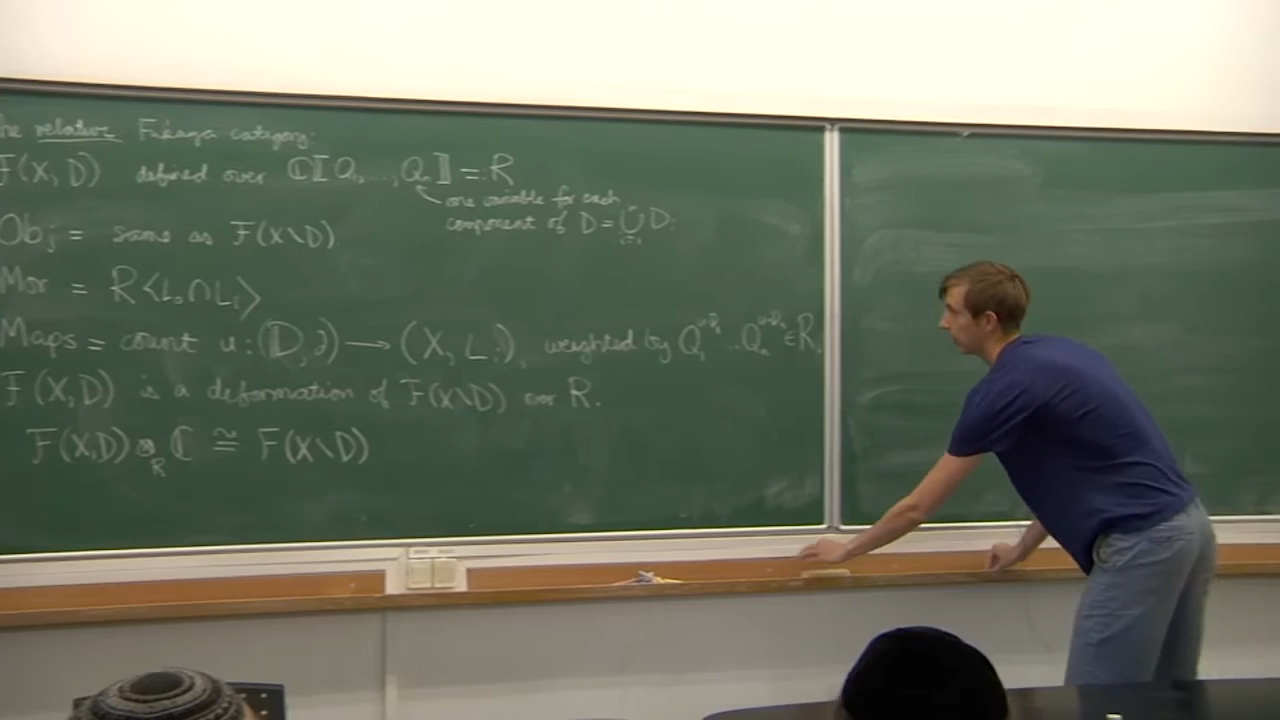 he relative Fukaya category:
F(X,D) defined over ℂ⟦Q₁,...,Qₙ⟧ =: R
one variable for each
component of D = ⋃ᵢ₌₁ⁿ Dᵢ
Obj = same as F(X\D)
Mor = R⟨L₀∩L₁⟩
Maps = count u: (𝔻,∂) ⟶ (X, Lᵢ), weighted by Q₁^{u·D₁}...Qₙ^{u·Dₙ} ∈ R.
F(X,D) is a deformation of F(X\D) over R.
F(X,D) ⊗_R ℂ ≅ F(X\D)